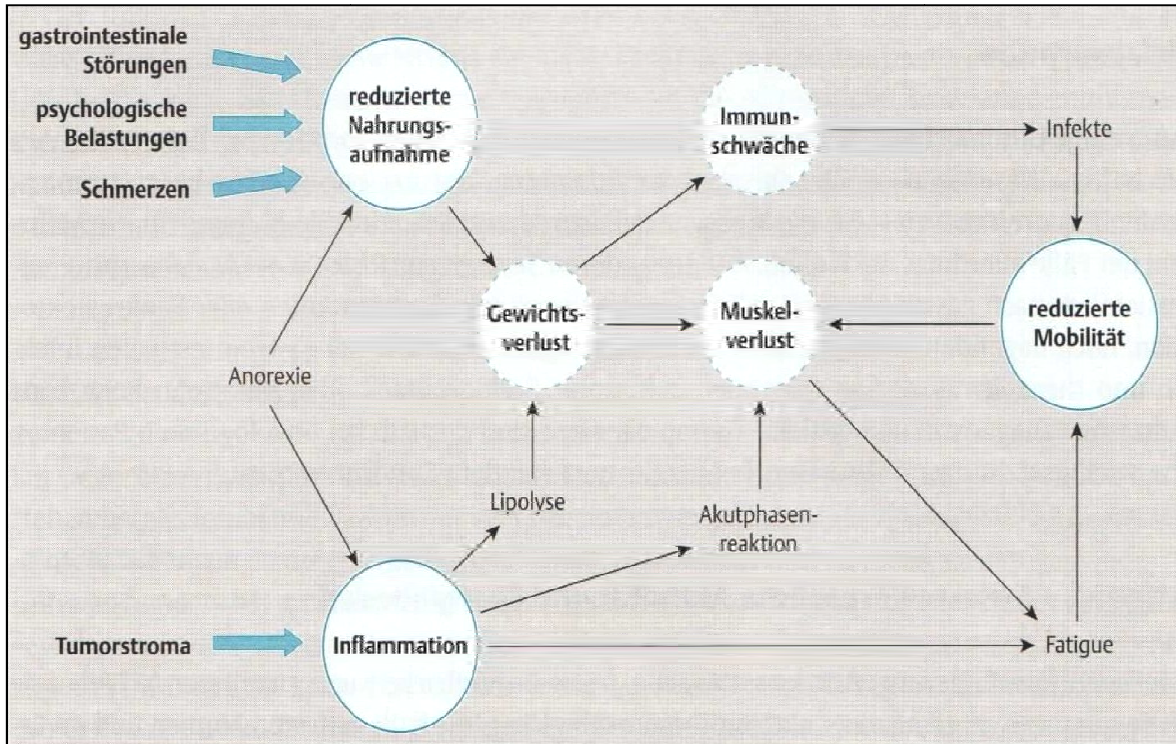 gastrointestinale
Störungen
psychologische
Belastungen
Schmerzen
reduzierte
Nahrungs-
aufnahme
Immun-
schwäche
Infekte
Gewichts-
verlust
Muskel-
verlust
reduzierte
Mobilität
Anorexie
Lipolyse
Akutphasen-
reaktion
Tumorstroma
Inflammation
Fatigue